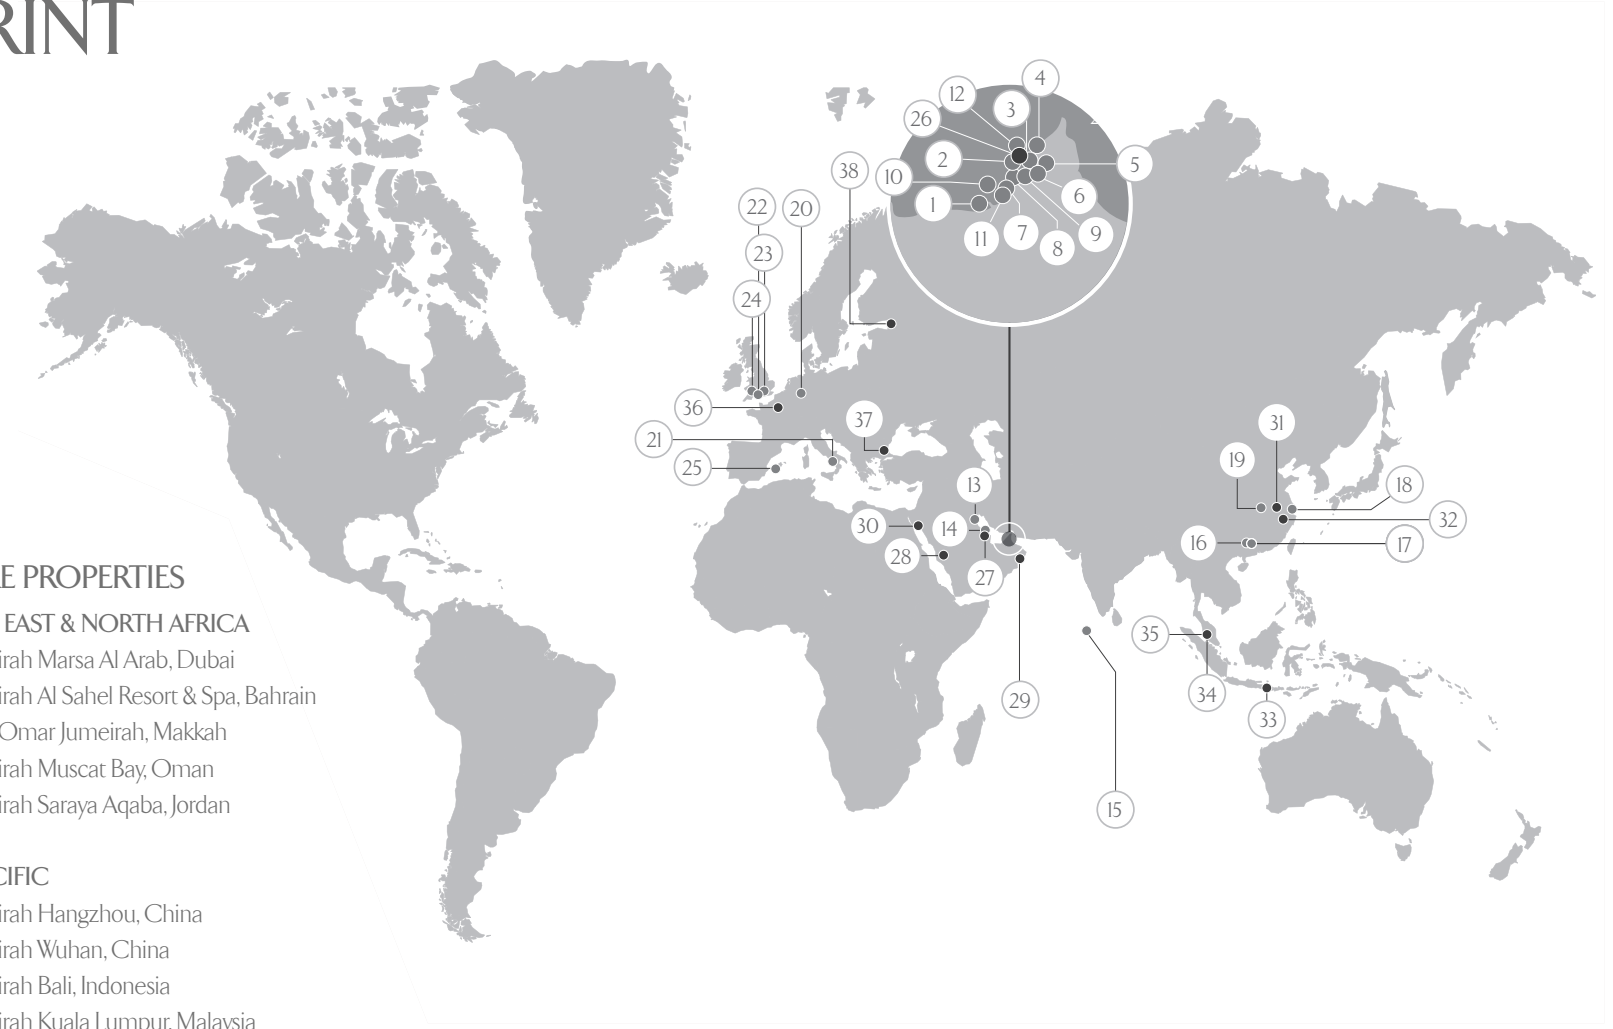 RINT
4
12
3
26
2
5
38
10
6
1
22
20
11
7
8
9
23
24
36
37
31
21
19
25
13
18
30
14
32
28
16
17
27
35
29
34
33
15
E PROPERTIES
EAST & NORTH AFRICA
irah Marsa Al Arab, Dubai
irah Al Sahel Resort & Spa, Bahrain
Omar Jumeirah, Makkah
irah Muscat Bay, Oman
irah Saraya Aqaba, Jordan
CIFIC
irah Hangzhou, China
irah Wuhan, China
irah Bali, Indonesia
irah Kuala Lumpur, Malaysia